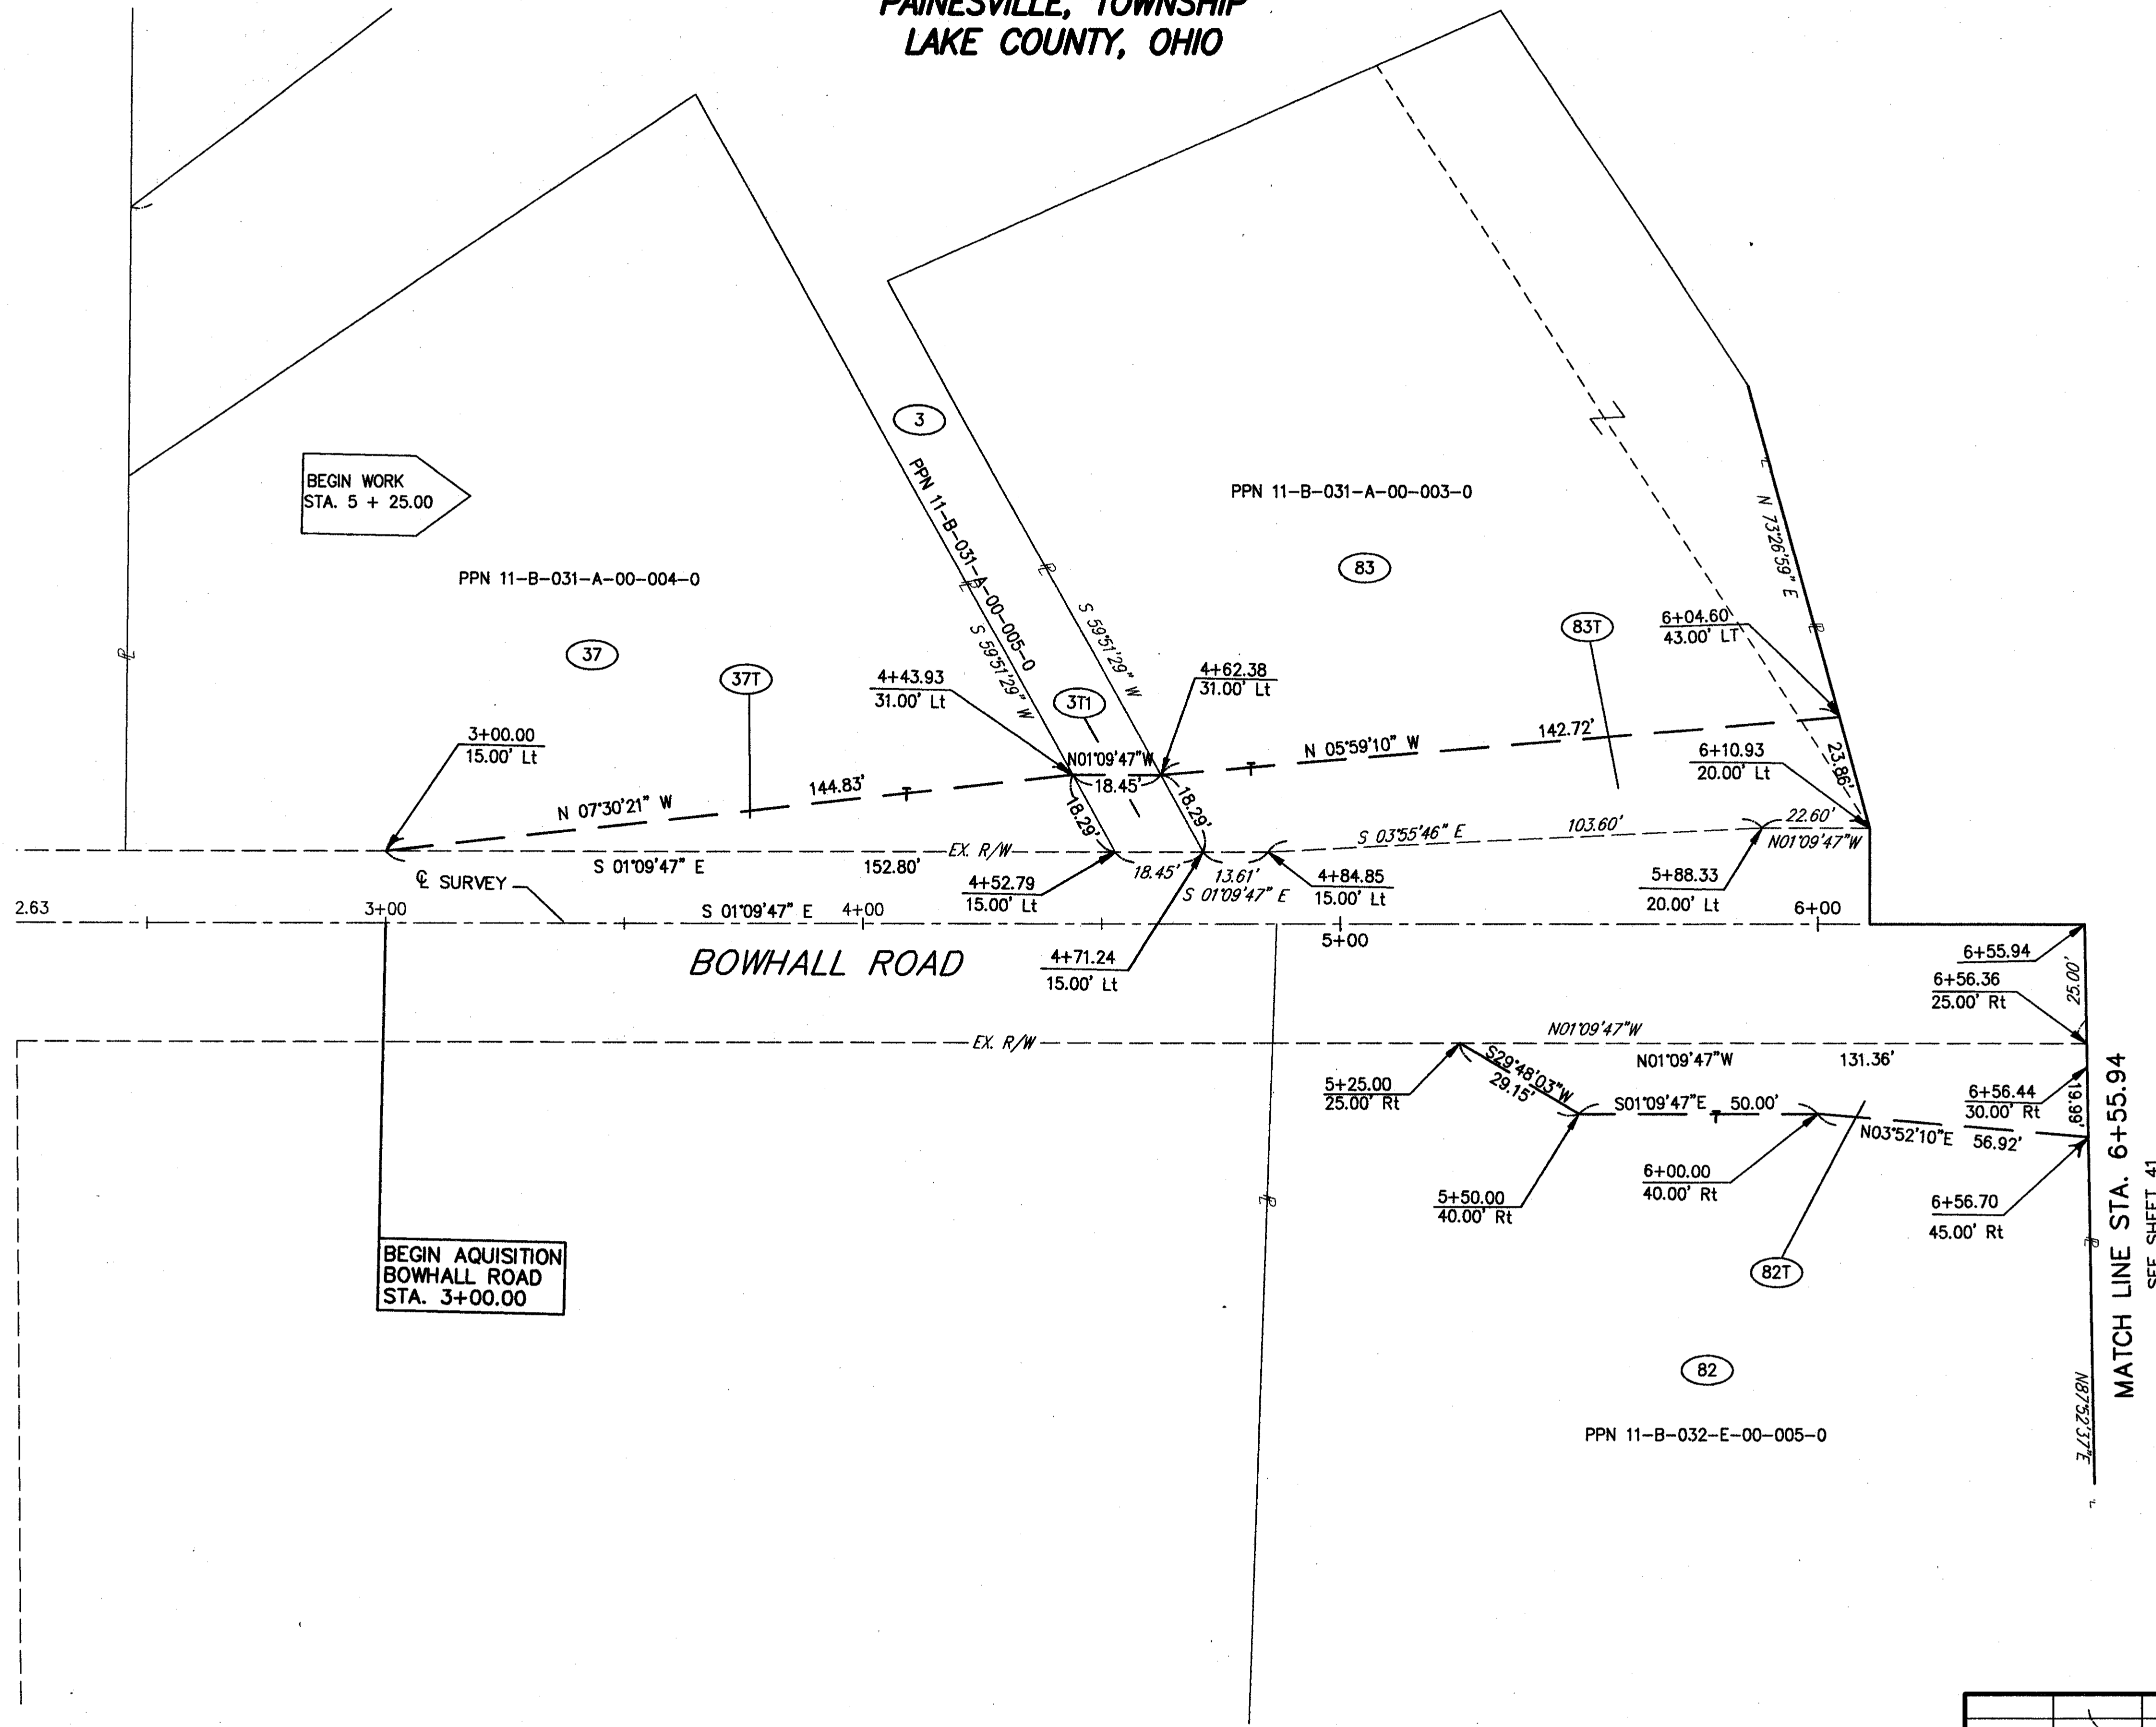 PAINESVILLE, TOWNSHIP
LAKE COUNTY, OHIO
BEGIN WORK
STA. 5 + 25.00
PPN 11-B-031-A-00-004-0
37
37T
3
PPN 11-B-031-A-00-005-0
S 59°51'29" W
S 59°51'29" W
3T1
PPN 11-B-031-A-00-003-0
83
83T
N 73°26'59" E
6+04.60
43.00' LT
3+00.00
15.00' Lt
4+43.93
31.00' Lt
4+62.38
31.00' Lt
N 07°30'21" W
144.83'
N01°09'47"W
18.45'
18.29'
18.29'
N 05°59'10" W
142.72'
6+10.93
20.00' Lt
23.86'
EX. R/W
S 01°09'47" E
152.80'
18.45'
13.61'
S 01°09'47" E
S 03°55'46" E
103.60'
22.60'
N01°09'47"W
℄ SURVEY
4+52.79
15.00' Lt
4+84.85
15.00' Lt
5+88.33
20.00' Lt
2.63
3+00
S 01°09'47" E
4+00
5+00
6+00
BOWHALL ROAD
4+71.24
15.00' Lt
6+55.94
25.00'
6+56.36
25.00' Rt
EX. R/W
N01°09'47"W
N01°09'47"W
131.36'
5+25.00
25.00' Rt
S29°48'03"W
29.15'
S01°09'47"E
50.00'
N03°52'10"E
56.92'
6+56.44
30.00' Rt
19.99'
5+50.00
40.00' Rt
6+00.00
40.00' Rt
6+56.70
45.00' Rt
BEGIN AQUISITION
BOWHALL ROAD
STA. 3+00.00
82T
82
PPN 11-B-032-E-00-005-0
N87°52'37"E
MATCH LINE STA. 6+55.94
SEE SHEET 41